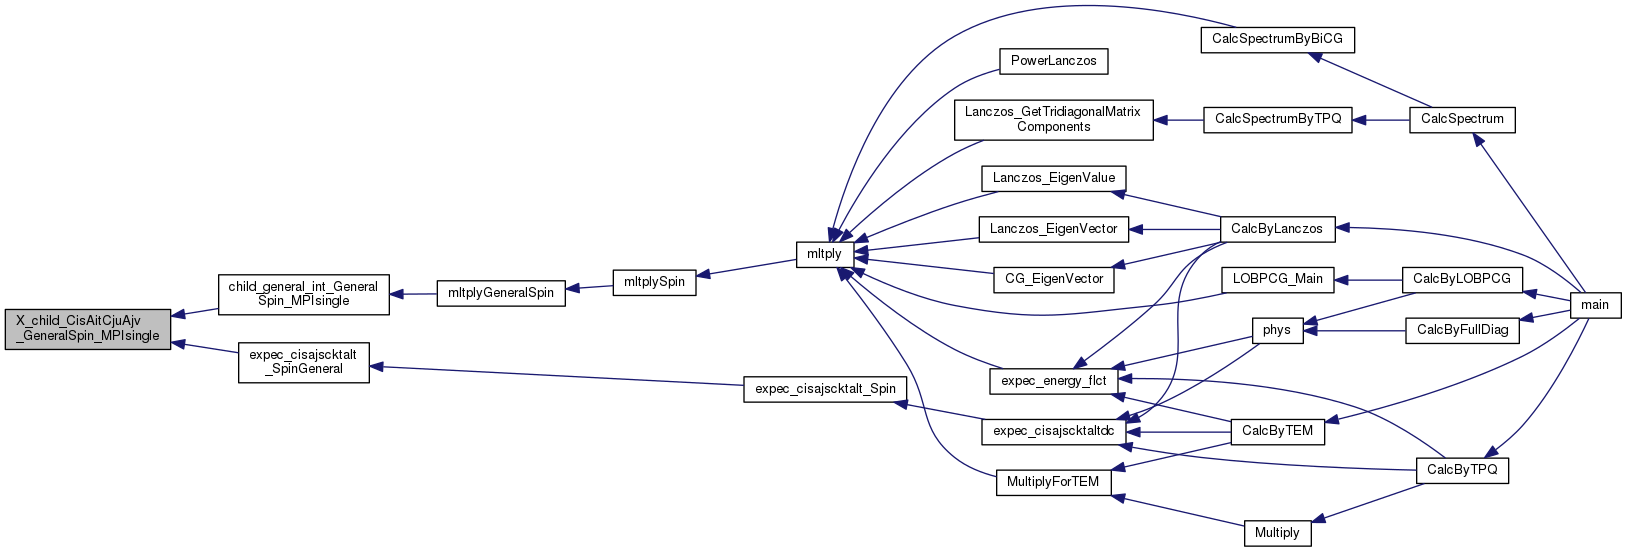 X_child_CisAitCjuAjv
_GeneralSpin_MPIsingle
child_general_int_General
Spin_MPIsingle
expec_cisajscktalt
_SpinGeneral
mltplyGeneralSpin
mltplySpin
expec_cisajscktalt_Spin
mltply
CalcSpectrumByBiCG
PowerLanczos
Lanczos_GetTridiagonalMatrix
Components
CalcSpectrumByTPQ
CalcSpectrum
Lanczos_EigenValue
Lanczos_EigenVector
CalcByLanczos
CG_EigenVector
LOBPCG_Main
CalcByLOBPCG
main
phys
CalcByFullDiag
expec_energy_flct
expec_cisajscktaltdc
CalcByTEM
CalcByTPQ
MultiplyForTEM
Multiply